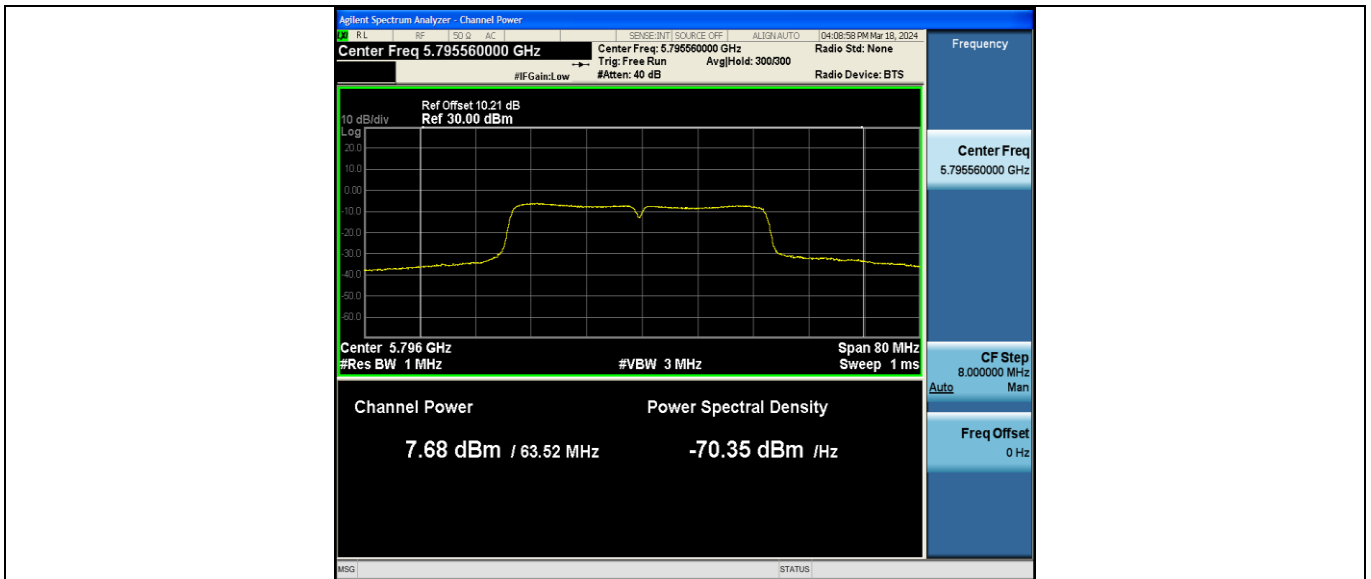 Agilent Spectrum Analyzer - Channel Power
LXI RL RF 50 Ω AC SENSE:INT SOURCE OFF ALIGN AUTO 04:08:58 PM Mar 18, 2024
Center Freq 5.795560000 GHz
Center Freq: 5.795560000 GHz Radio Std: None
Trig: Free Run Avg|Hold: 300/300
#IFGain:Low #Atten: 40 dB Radio Device: BTS
Frequency
Ref Offset 10.21 dB
10 dB/div Ref 30.00 dBm
Log
20.0
10.0
0.00
-10.0
-20.0
-30.0
-40.0
-50.0
-60.0
Center Freq
5.795560000 GHz
Center 5.796 GHz Span 80 MHz
#Res BW 1 MHz #VBW 3 MHz Sweep 1 ms
CF Step
8.000000 MHz
Auto Man
Channel Power Power Spectral Density
7.68 dBm / 63.52 MHz -70.35 dBm /Hz
Freq Offset
0 Hz
MSG STATUS